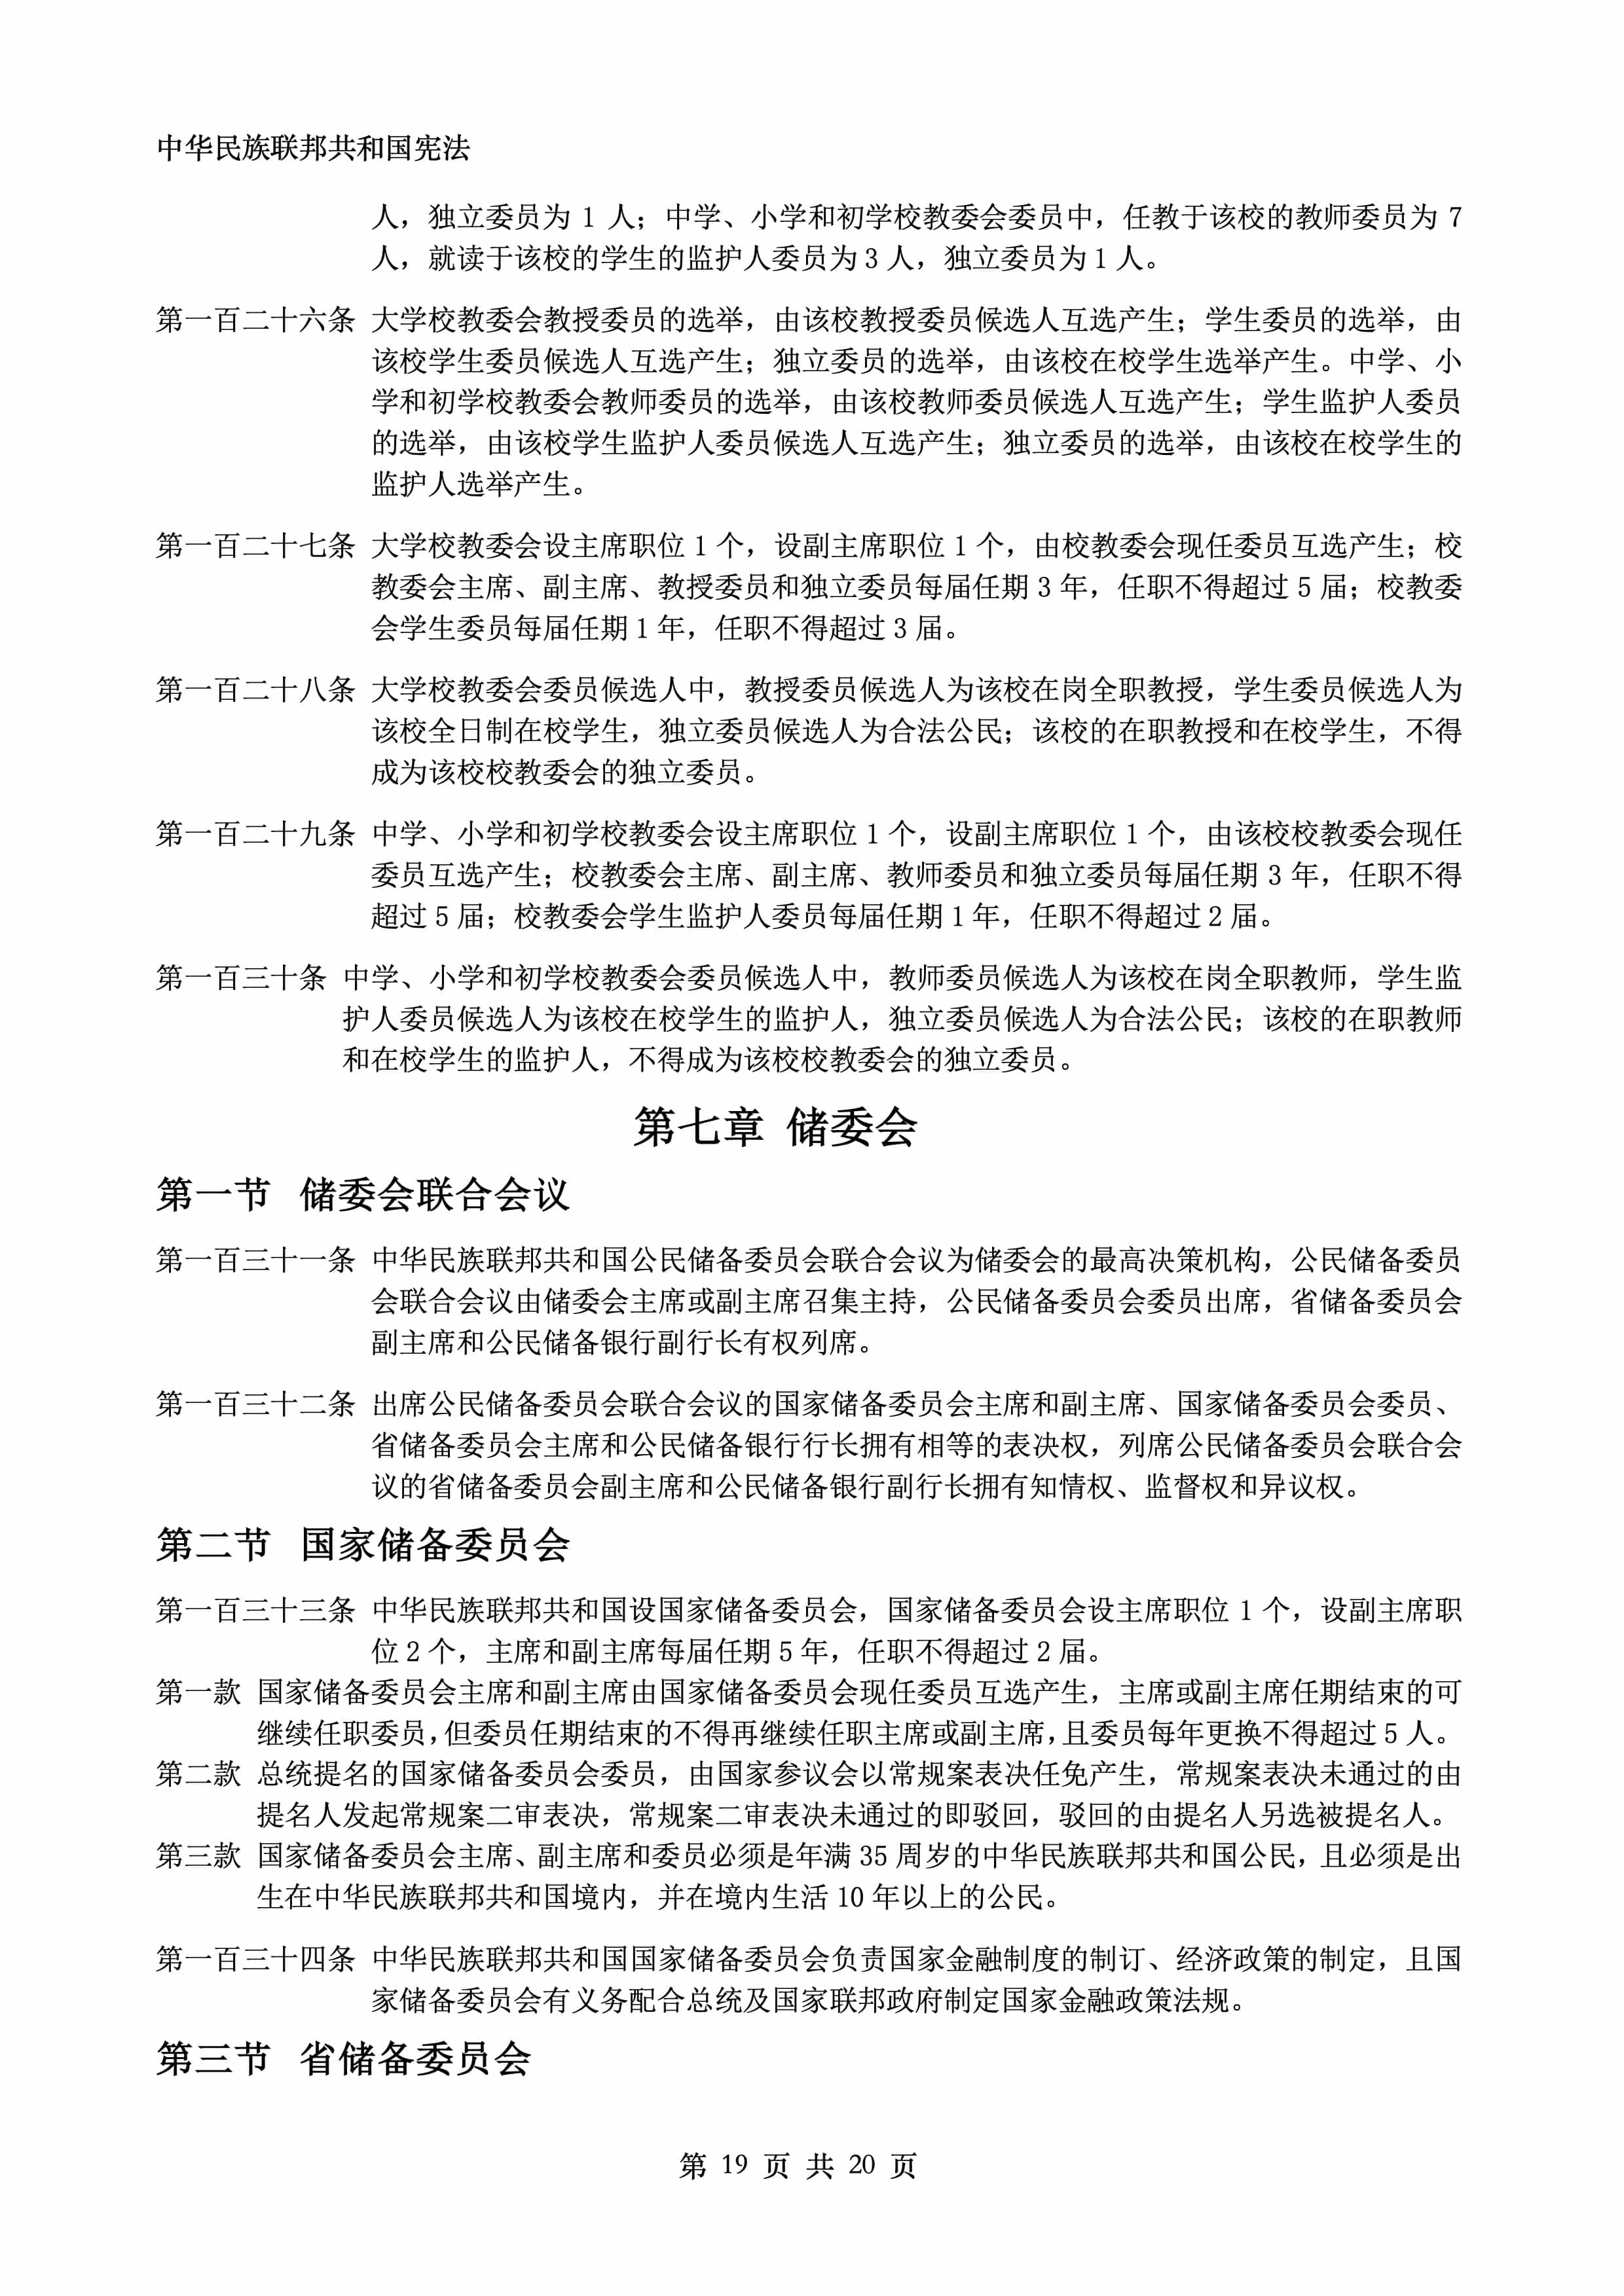 中华民族联邦共和国宪法
人，独立委员为 1 人；中学、小学和初学校教委会委员中，任教于该校的教师委员为 7
人，就读于该校的学生的监护人委员为 3 人，独立委员为 1 人。
第一百二十六条 大学校教委会教授委员的选举，由该校教授委员候选人互选产生；学生委员的选举，由
该校学生委员候选人互选产生；独立委员的选举，由该校在校学生选举产生。中学、小
学和初学校教委会教师委员的选举，由该校教师委员候选人互选产生；学生监护人委员
的选举，由该校学生监护人委员候选人互选产生；独立委员的选举，由该校在校学生的
监护人选举产生。
第一百二十七条 大学校教委会设主席职位 1 个，设副主席职位 1 个，由校教委会现任委员互选产生；校
教委会主席、副主席、教授委员和独立委员每届任期 3 年，任职不得超过 5 届；校教委
会学生委员每届任期 1 年，任职不得超过 3 届。
第一百二十八条 大学校教委会委员候选人中，教授委员候选人为该校在岗全职教授，学生委员候选人为
该校全日制在校学生，独立委员候选人为合法公民；该校的在职教授和在校学生，不得
成为该校校教委会的独立委员。
第一百二十九条 中学、小学和初学校教委会设主席职位 1 个，设副主席职位 1 个，由该校校教委会现任
委员互选产生；校教委会主席、副主席、教师委员和独立委员每届任期 3 年，任职不得
超过 5 届；校教委会学生监护人委员每届任期 1 年，任职不得超过 2 届。
第一百三十条 中学、小学和初学校教委会委员候选人中，教师委员候选人为该校在岗全职教师，学生监
护人委员候选人为该校在校学生的监护人，独立委员候选人为合法公民；该校的在职教师
和在校学生的监护人，不得成为该校校教委会的独立委员。
第七章 储委会
第一节 储委会联合会议
第一百三十一条 中华民族联邦共和国公民储备委员会联合会议为储委会的最高决策机构，公民储备委员
会联合会议由储委会主席或副主席召集主持，公民储备委员会委员出席，省储备委员会
副主席和公民储备银行副行长有权列席。
第一百三十二条 出席公民储备委员会联合会议的国家储备委员会主席和副主席、国家储备委员会委员、
省储备委员会主席和公民储备银行行长拥有相等的表决权，列席公民储备委员会联合会
议的省储备委员会副主席和公民储备银行副行长拥有知情权、监督权和异议权。
第二节 国家储备委员会
第一百三十三条 中华民族联邦共和国设国家储备委员会，国家储备委员会设主席职位 1 个，设副主席职
位 2 个，主席和副主席每届任期 5 年，任职不得超过 2 届。
第一款 国家储备委员会主席和副主席由国家储备委员会现任委员互选产生，主席或副主席任期结束的可
继续任职委员，但委员任期结束的不得再继续任职主席或副主席，且委员每年更换不得超过 5 人。
第二款 总统提名的国家储备委员会委员，由国家参议会以常规案表决任免产生，常规案表决未通过的由
提名人发起常规案二审表决，常规案二审表决未通过的即驳回，驳回的由提名人另选被提名人。
第三款 国家储备委员会主席、副主席和委员必须是年满 35 周岁的中华民族联邦共和国公民，且必须是出
生在中华民族联邦共和国境内，并在境内生活 10 年以上的公民。
第一百三十四条 中华民族联邦共和国国家储备委员会负责国家金融制度的制订、经济政策的制定，且国
家储备委员会有义务配合总统及国家联邦政府制定国家金融政策法规。
第三节 省储备委员会
第 19 页 共 20 页